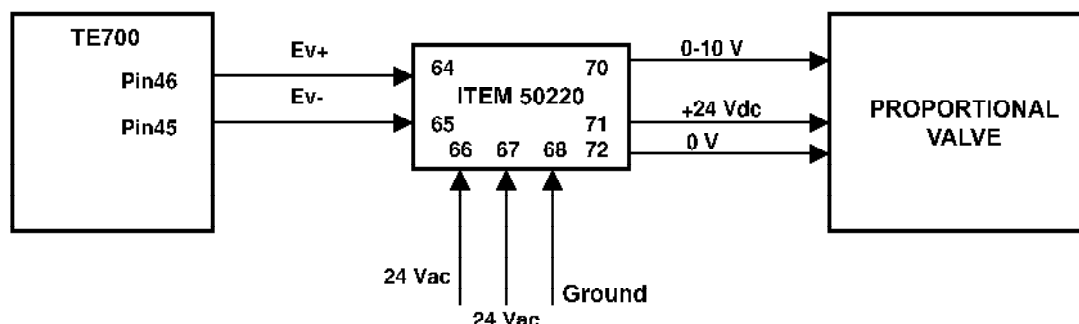 TE700
Pin46
Pin45
Ev+
Ev-
64 70
ITEM 50220
65 71
66 67 68 72
0-10 V
+24 Vdc
0 V
PROPORTIONAL
VALVE
24 Vac
24 Vac
Ground